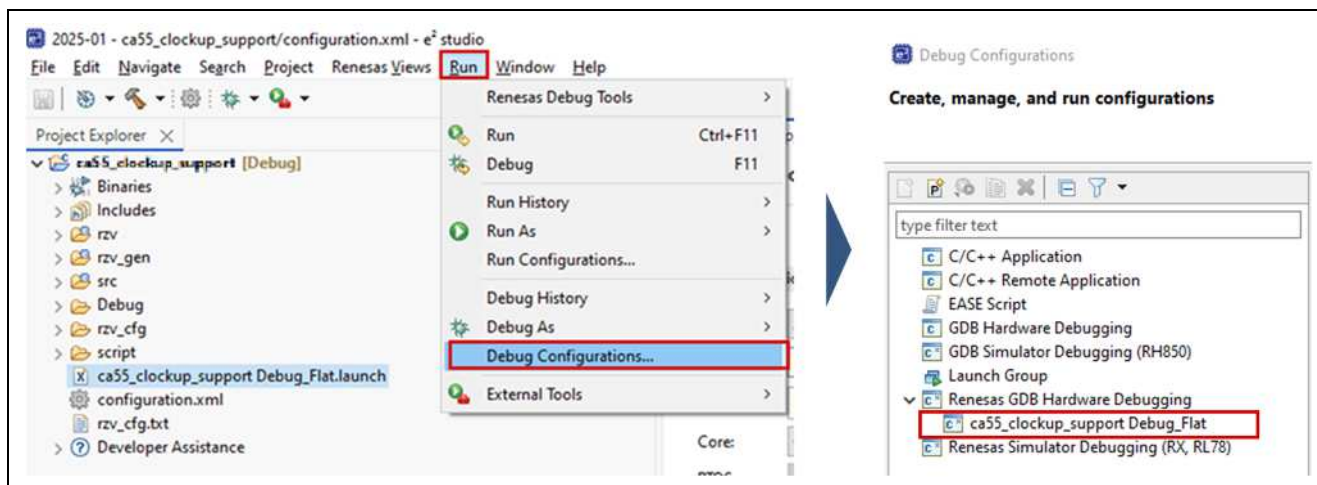 2025-01 - ca55_clockup_support/configuration.xml - e² studio
File Edit Navigate Search Project Renesas Views Run Window Help
Project Explorer
ca55_clockup_support [Debug]
Binaries
Includes
rzv
rzv_gen
src
Debug
rzv_cfg
script
ca55_clockup_support Debug_Flat.launch
configuration.xml
rzv_cfg.txt
Developer Assistance
Renesas Debug Tools
Run Ctrl+F11
Debug F11
Run History
Run As
Run Configurations...
Debug History
Debug As
Debug Configurations...
External Tools
Core:
Debug Configurations
Create, manage, and run configurations
type filter text
C/C++ Application
C/C++ Remote Application
EASE Script
GDB Hardware Debugging
GDB Simulator Debugging (RH850)
Launch Group
Renesas GDB Hardware Debugging
ca55_clockup_support Debug_Flat
Renesas Simulator Debugging (RX, RL78)